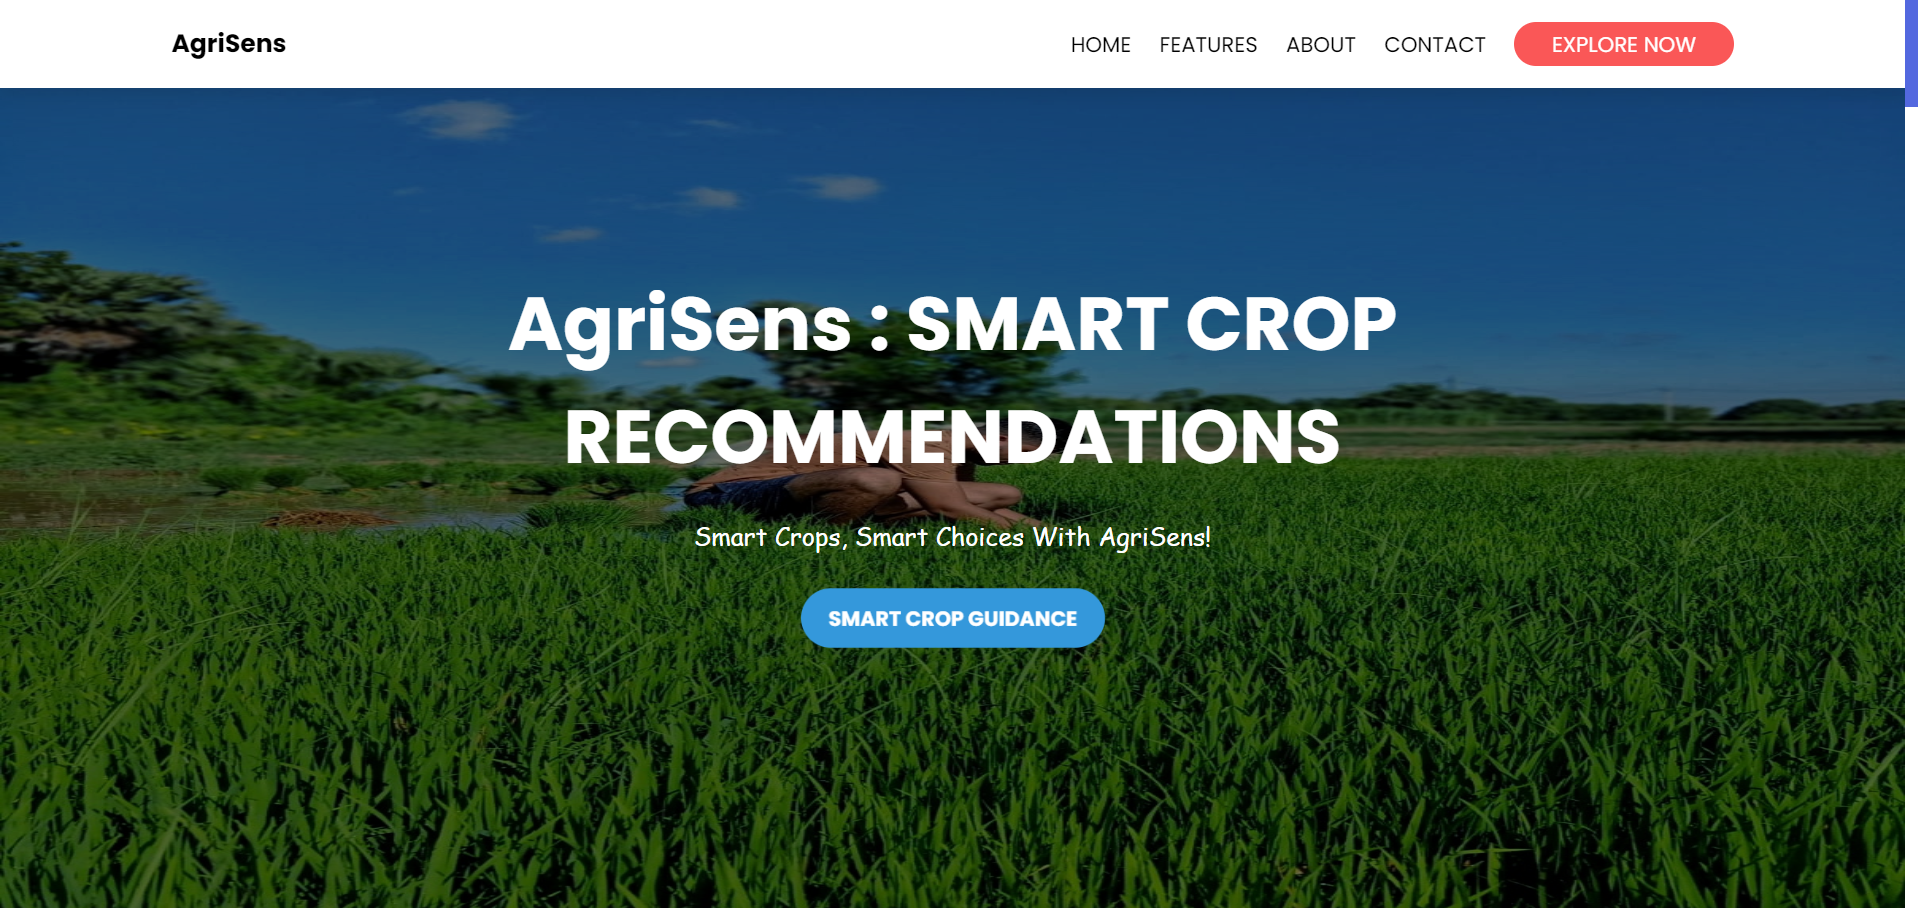 AgriSens
HOME FEATURES ABOUT CONTACT EXPLORE NOW
AgriSens : SMART CROP
RECOMMENDATIONS
Smart Crops, Smart Choices With AgriSens!
SMART CROP GUIDANCE